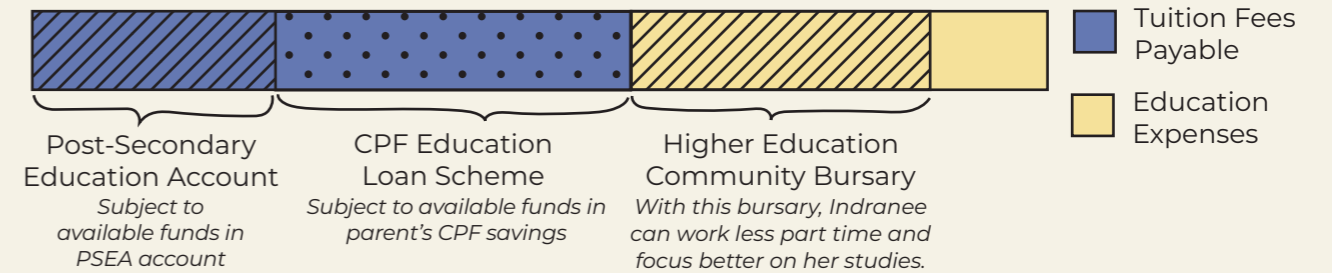 Tuition Fees
Payable
Education
Expenses
Post-Secondary
Education Account
Subject to
available funds in
PSEA account
CPF Education
Loan Scheme
Subject to available funds in
parent's CPF savings
Higher Education
Community Bursary
With this bursary, Indranee
can work less part time and
focus better on her studies.